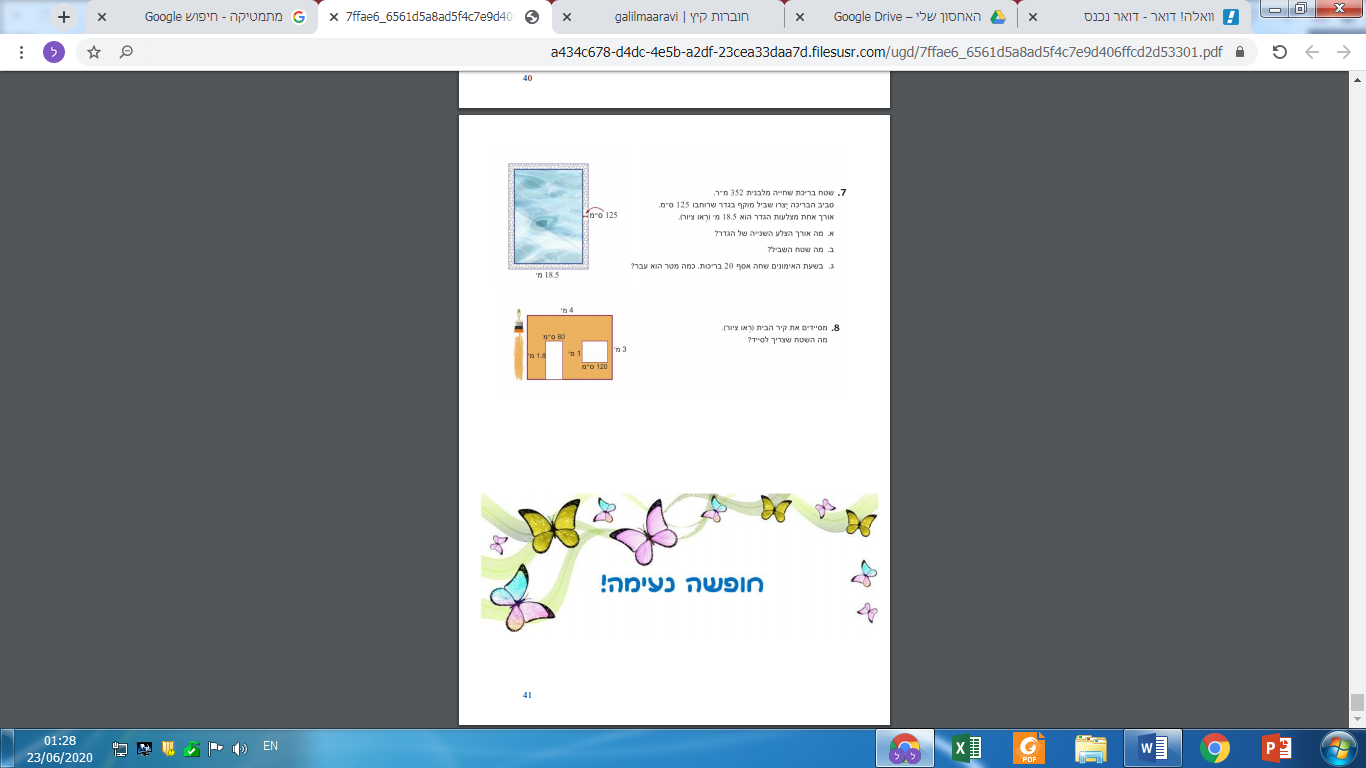 מתמטיקה - חיפוש Google
7ffae6_6561d5a8ad5f4c7e9d40
חוברות קיץ | galilmaaravi
האחסון שלי – Google Drive
וואלה! דואר - דואר נכנס
a434c678-d4dc-4e5b-a2df-23cea33daa7d.filesusr.com/ugd/7ffae6_6561d5a8ad5f4c7e9d406ffcd2d53301.pdf
40
7. שטח בריכת שחייה מלבנית 352 מ״ר.
סביב הבריכה יָצרו שביל מוקף בגדר שרוחבו 125 ס״מ.
אורך אחת מצלעות הגדר הוא 18.5 מ׳ (ראו ציור).
א. מה אורך הצלע השנייה של הגדר?
ב. מה שטח השביל?
ג. בשעת האימונים שחה אסף 20 בריכות. כמה מטר הוא עבר?
125 ס״מ
18.5 מ׳
8. מסיידים את קיר הבית (ראו ציור).
מה השטח שצריך לסייד?
4 מ׳
80 ס״מ
1.8 מ׳
1 מ׳
3 מ׳
120 ס״מ
חופשה נעימה!
41
01:28
23/06/2020
EN